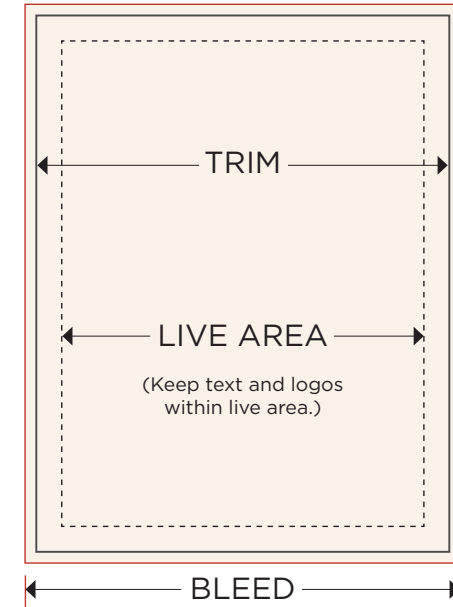 TRIM
LIVE AREA
(Keep text and logos
within live area.)
BLEED